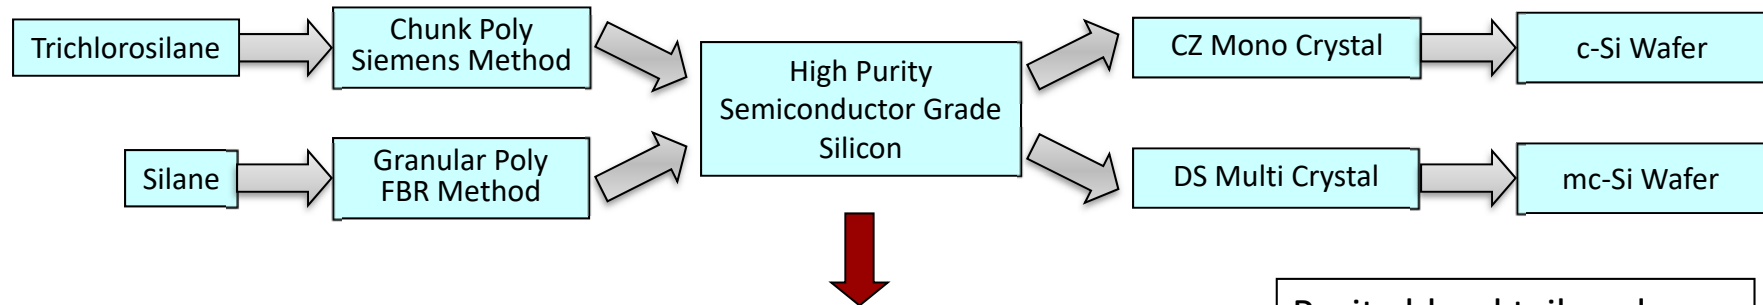 Trichlorosilane
Chunk Poly
Siemens Method
High Purity
Semiconductor Grade
Silicon
CZ Mono Crystal
c-Si Wafer
Silane
Granular Poly
FBR Method
DS Multi Crystal
mc-Si Wafer